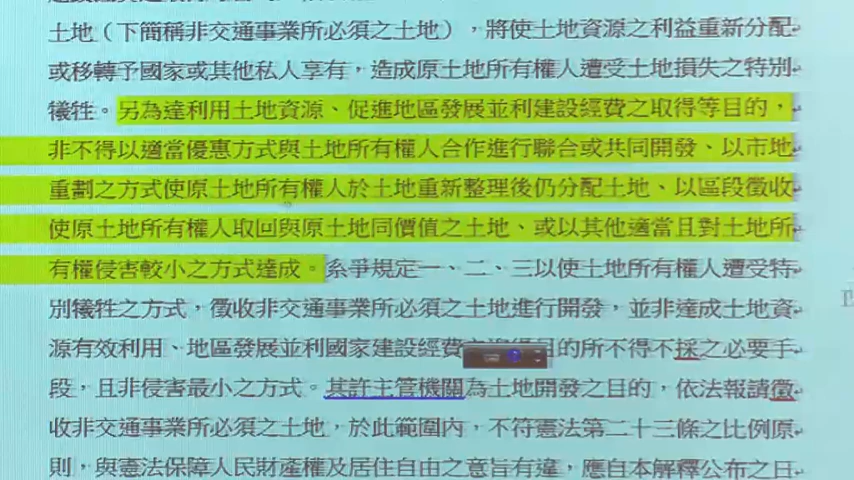 土地（下簡稱非交通事業所必須之土地），將使土地資源之利益重新分配
或移轉予國家或其他私人享有，造成原土地所有權人遭受土地損失之特別
犧牲。另為達利用土地資源、促進地區發展並利建設經費之取得等目的，
非不得以適當優惠方式與土地所有權人合作進行聯合或共同開發、以市地
重劃之方式使原土地所有權人於土地重新整理後仍分配土地、以區段徵收
使原土地所有權人取回與原土地同價值之土地、或以其他適當且對土地所
有權侵害較小之方式達成。系爭規定一、二、三以使土地所有權人遭受特
別犧牲之方式，徵收非交通事業所必須之土地進行開發，並非達成土地資
源有效利用、地區發展並利國家建設經費之目的所不得不採之必要手
段，且非侵害最小之方式。其許主管機關為土地開發之目的，依法報請徵
收非交通事業所必須之土地，於此範圍內，不符憲法第二十三條之比例原
則，與憲法保障人民財產權及居住自由之意旨有違，應自本解釋公布之日